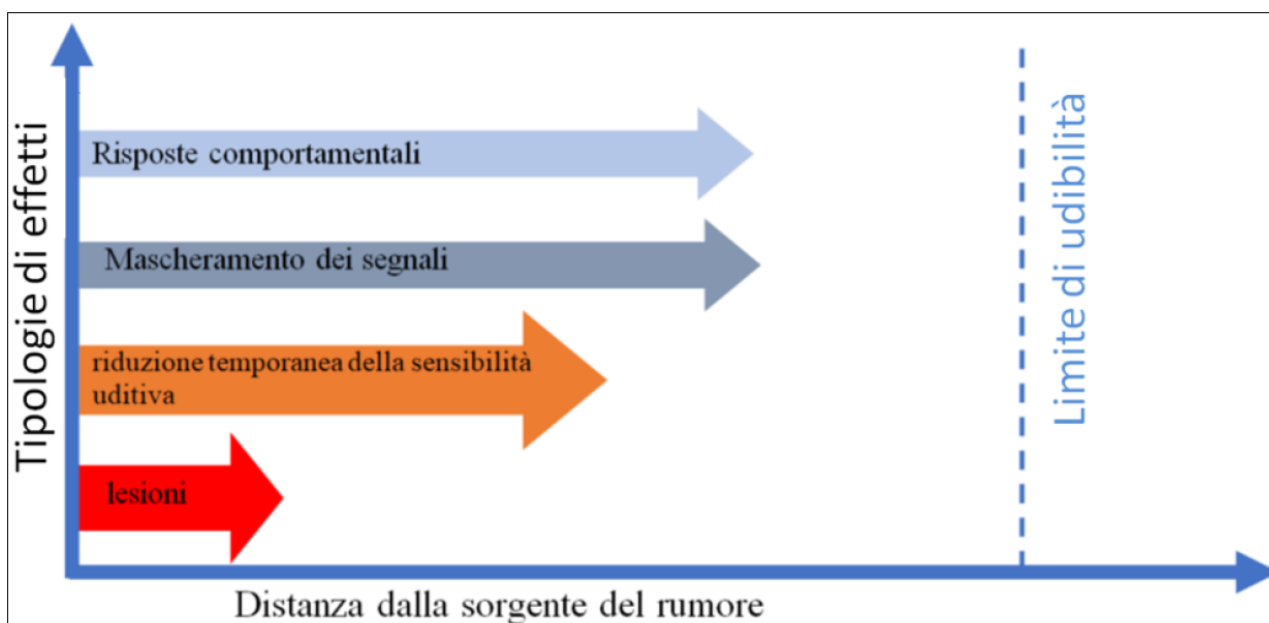 Tipologie di effetti
Risposte comportamentali
Mascheramento dei segnali
riduzione temporanea della sensibilità
uditiva
lesioni
Limite di udibilità
Distanza dalla sorgente del rumore